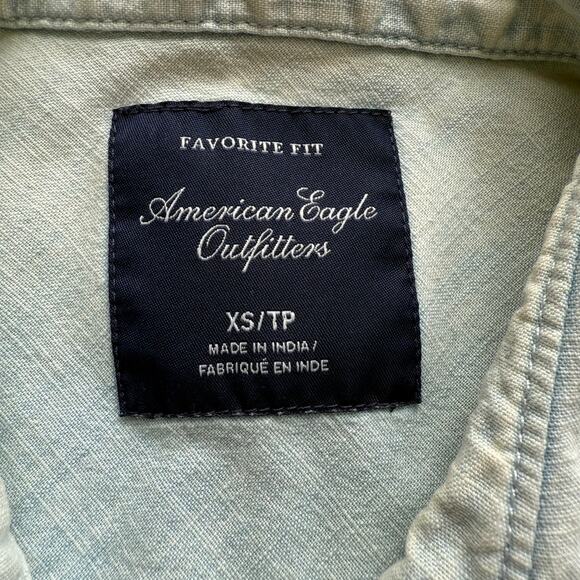 FAVORITE FIT
American Eagle
Outfitters
XS/TP
MADE IN INDIA/
FABRIQUÉ EN INDE